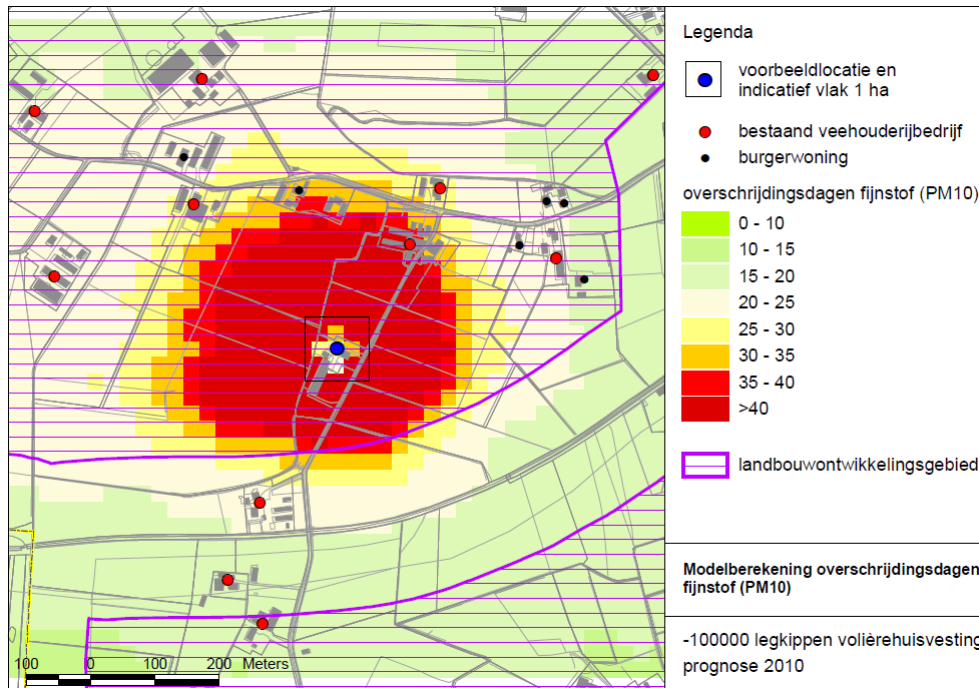 Legenda
voorbeeldlocatie en
indicatief vlak 1 ha
bestaand veehouderijbedrijf
burgerwoning
overschrijdingsdagen fijnstof (PM10)
0 - 10
10 - 15
15 - 20
20 - 25
25 - 30
30 - 35
35 - 40
>40
landbouwontwikkelingsgebied
Modelberekening overschrijdingsdagen
fijnstof (PM10)
-100000 legkippen volièrehuisvesting
prognose 2010
100 0 100 200 Meters